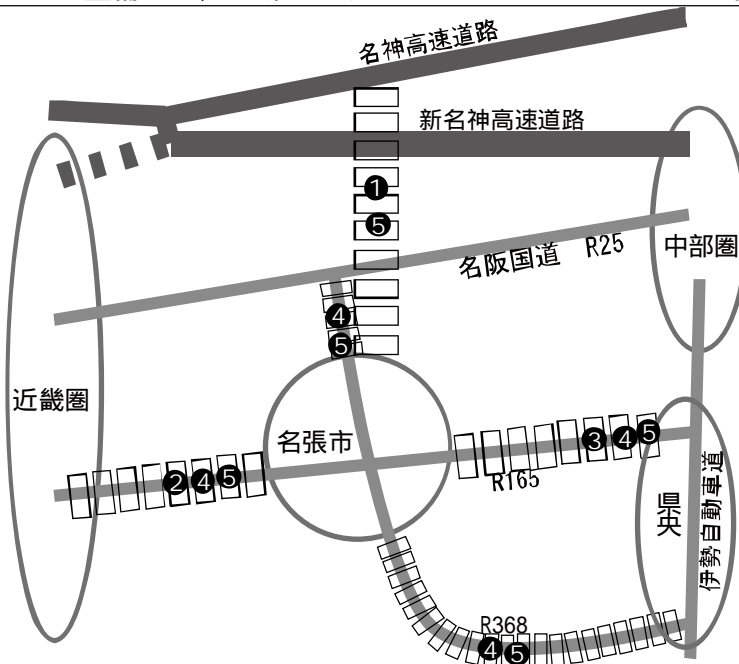 名神高速道路
新名神高速道路
❶
❺
中部圏
名阪国道 R25
❹
❺
近畿圏
名張市
❸❹❺
❷❹❺
R165
県央
伊勢自動車道
R368
❹❺